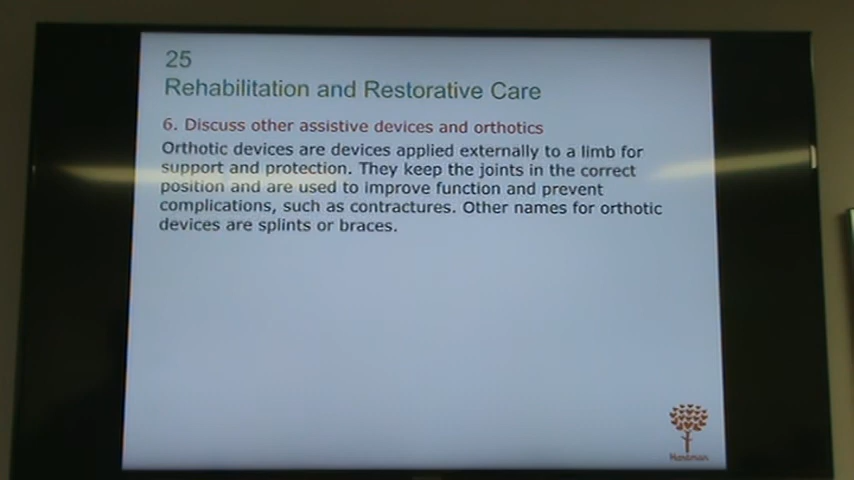 25
Rehabilitation and Restorative Care
6. Discuss other assistive devices and orthotics
Orthotic devices are devices applied externally to a limb for
support and protection. They keep the joints in the correct
position and are used to improve function and prevent
complications, such as contractures. Other names for orthotic
devices are splints or braces.
Hartman